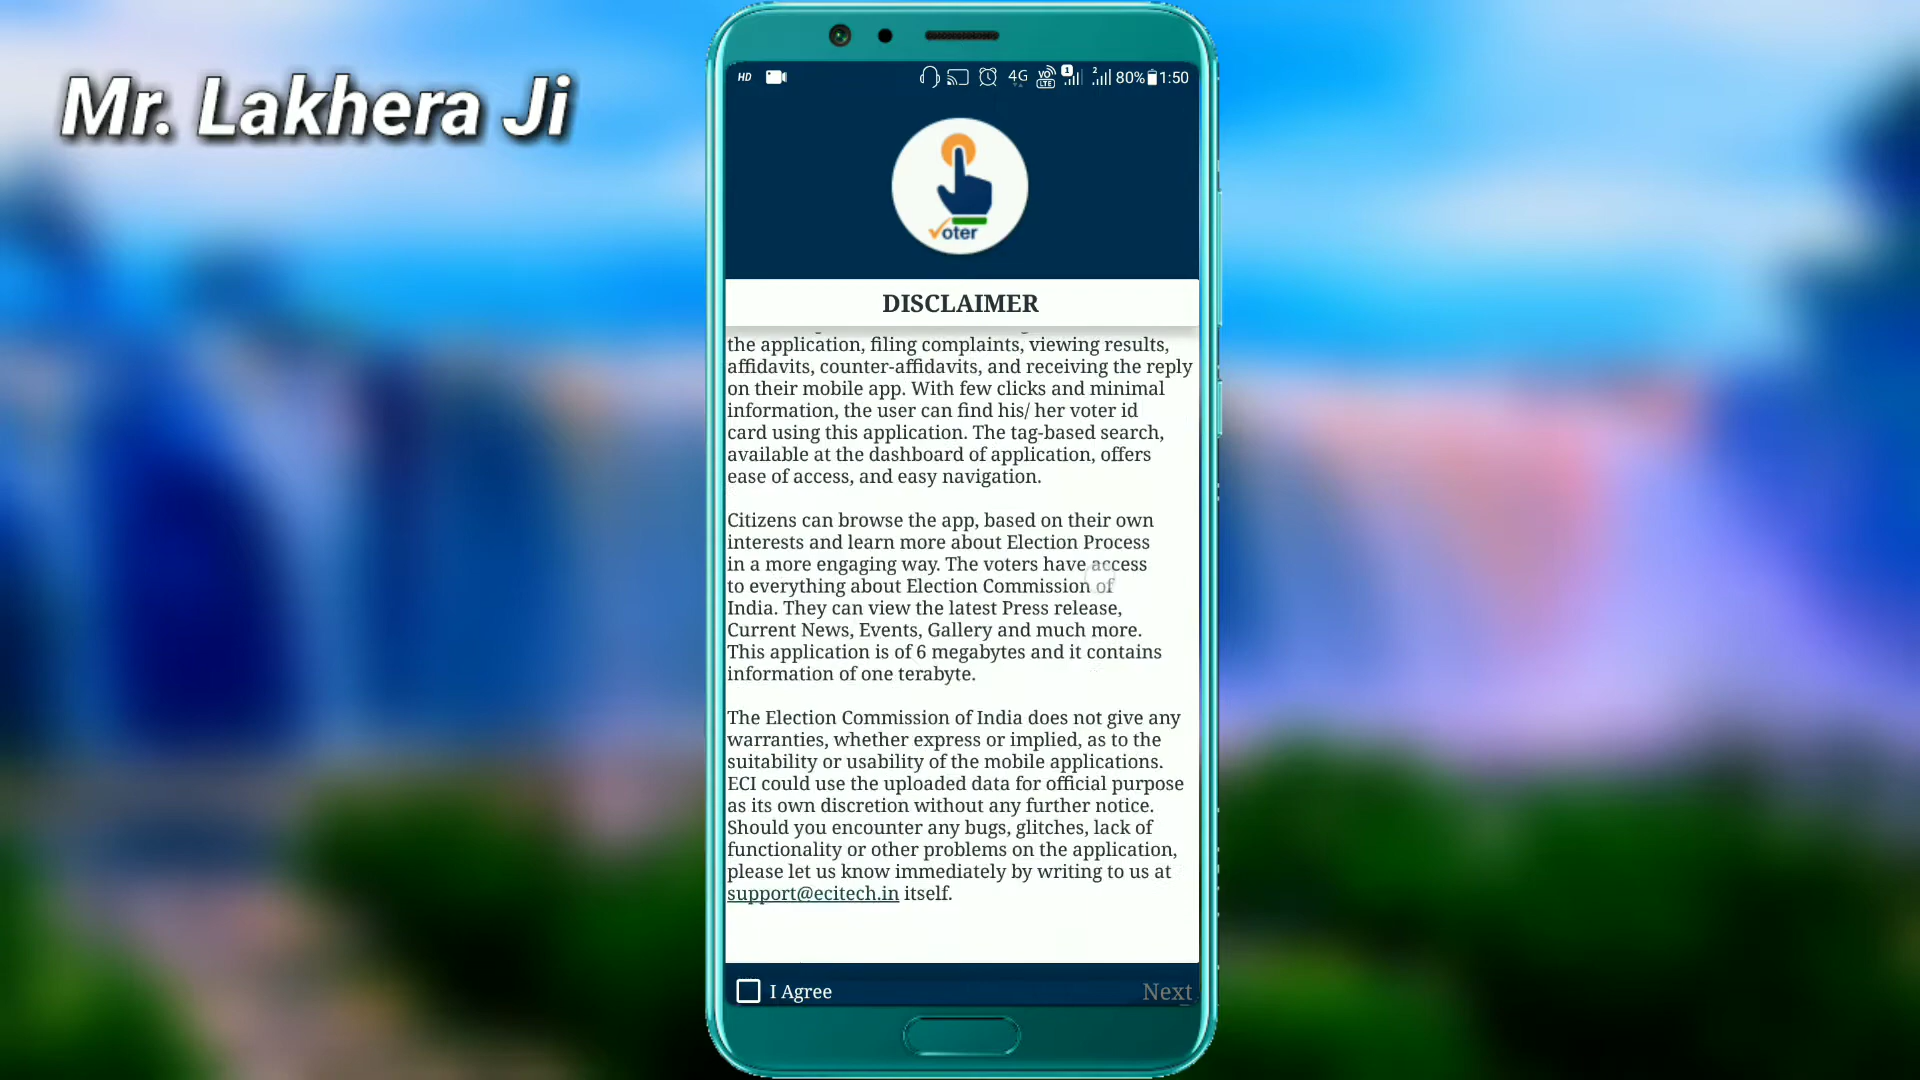 Mr. Lakhera Ji
HD 4G VO LTE 1 2 80% 1:50
Voter
DISCLAIMER
the application, filing complaints, viewing results,
affidavits, counter-affidavits, and receiving the reply
on their mobile app. With few clicks and minimal
information, the user can find his/ her voter id
card using this application. The tag-based search,
available at the dashboard of application, offers
ease of access, and easy navigation.
Citizens can browse the app, based on their own
interests and learn more about Election Process
in a more engaging way. The voters have access
to everything about Election Commission of
India. They can view the latest Press release,
Current News, Events, Gallery and much more.
This application is of 6 megabytes and it contains
information of one terabyte.
The Election Commission of India does not give any
warranties, whether express or implied, as to the
suitability or usability of the mobile applications.
ECI could use the uploaded data for official purpose
as its own discretion without any further notice.
Should you encounter any bugs, glitches, lack of
functionality or other problems on the application,
please let us know immediately by writing to us at
support@ecitech.in itself.
I Agree
Next